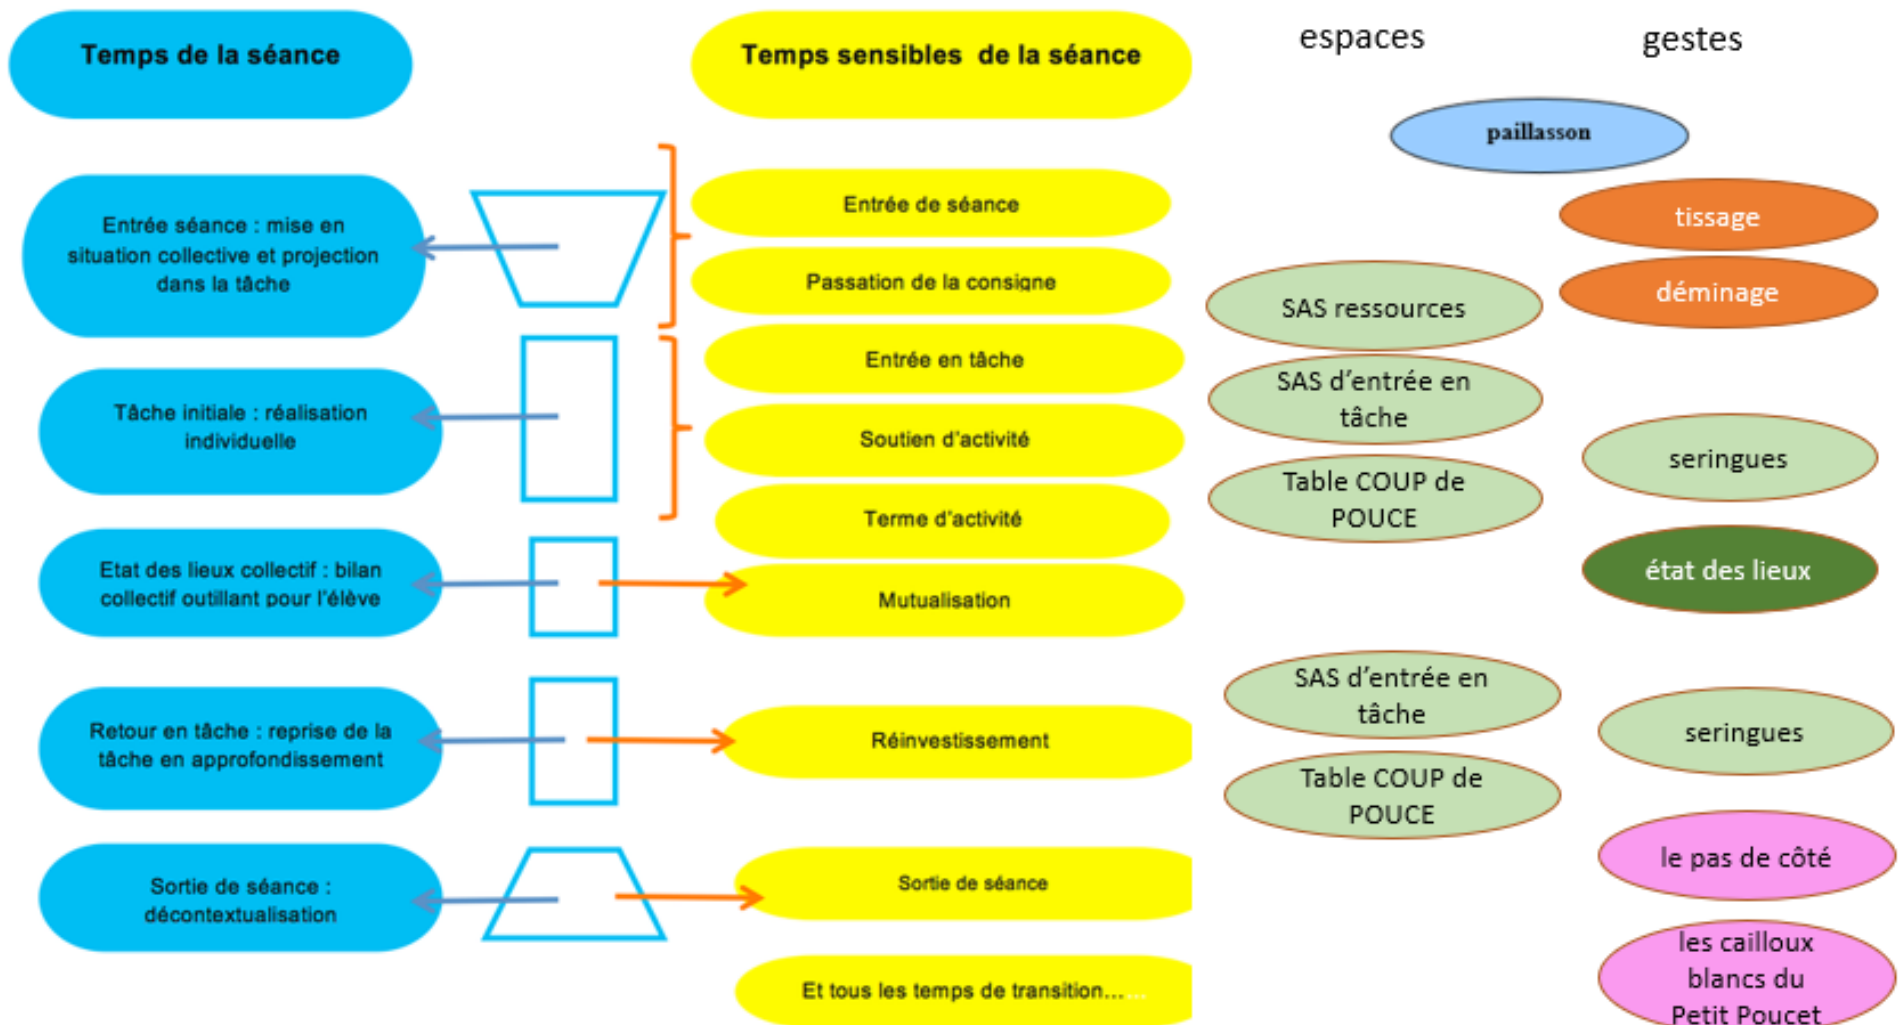 Temps de la séance
Temps sensibles de la séance
espaces
gestes
paillasson
Entrée séance : mise en
situation collective et projection
dans la tâche
Entrée de séance
Passation de la consigne
tissage
déminage
SAS ressources
Tâche initiale : réalisation
individuelle
Entrée en tâche
Soutien d'activité
Terme d'activité
SAS d'entrée en
tâche
Table COUP de
POUCE
seringues
Etat des lieux collectif : bilan
collectif outillant pour l'élève
Mutualisation
état des lieux
Retour en tâche : reprise de la
tâche en approfondissement
Réinvestissement
SAS d'entrée en
tâche
Table COUP de
POUCE
seringues
Sortie de séance :
décontextualisation
Sortie de séance
le pas de côté
Et tous les temps de transition......
les cailloux
blancs du
Petit Poucet